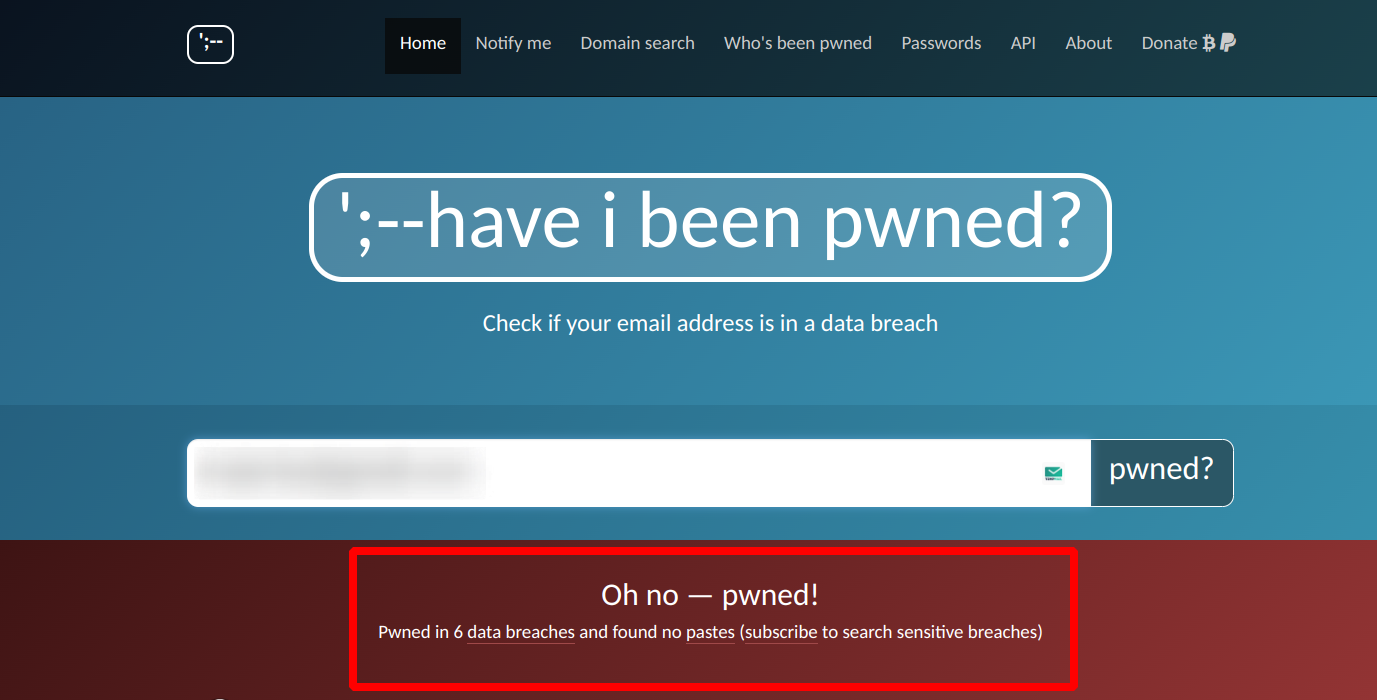 ';--
Home Notify me Domain search Who's been pwned Passwords API About Donate
';--have i been pwned?
Check if your email address is in a data breach
pwned?
Oh no — pwned!
Pwned in 6 data breaches and found no pastes (subscribe to search sensitive breaches)